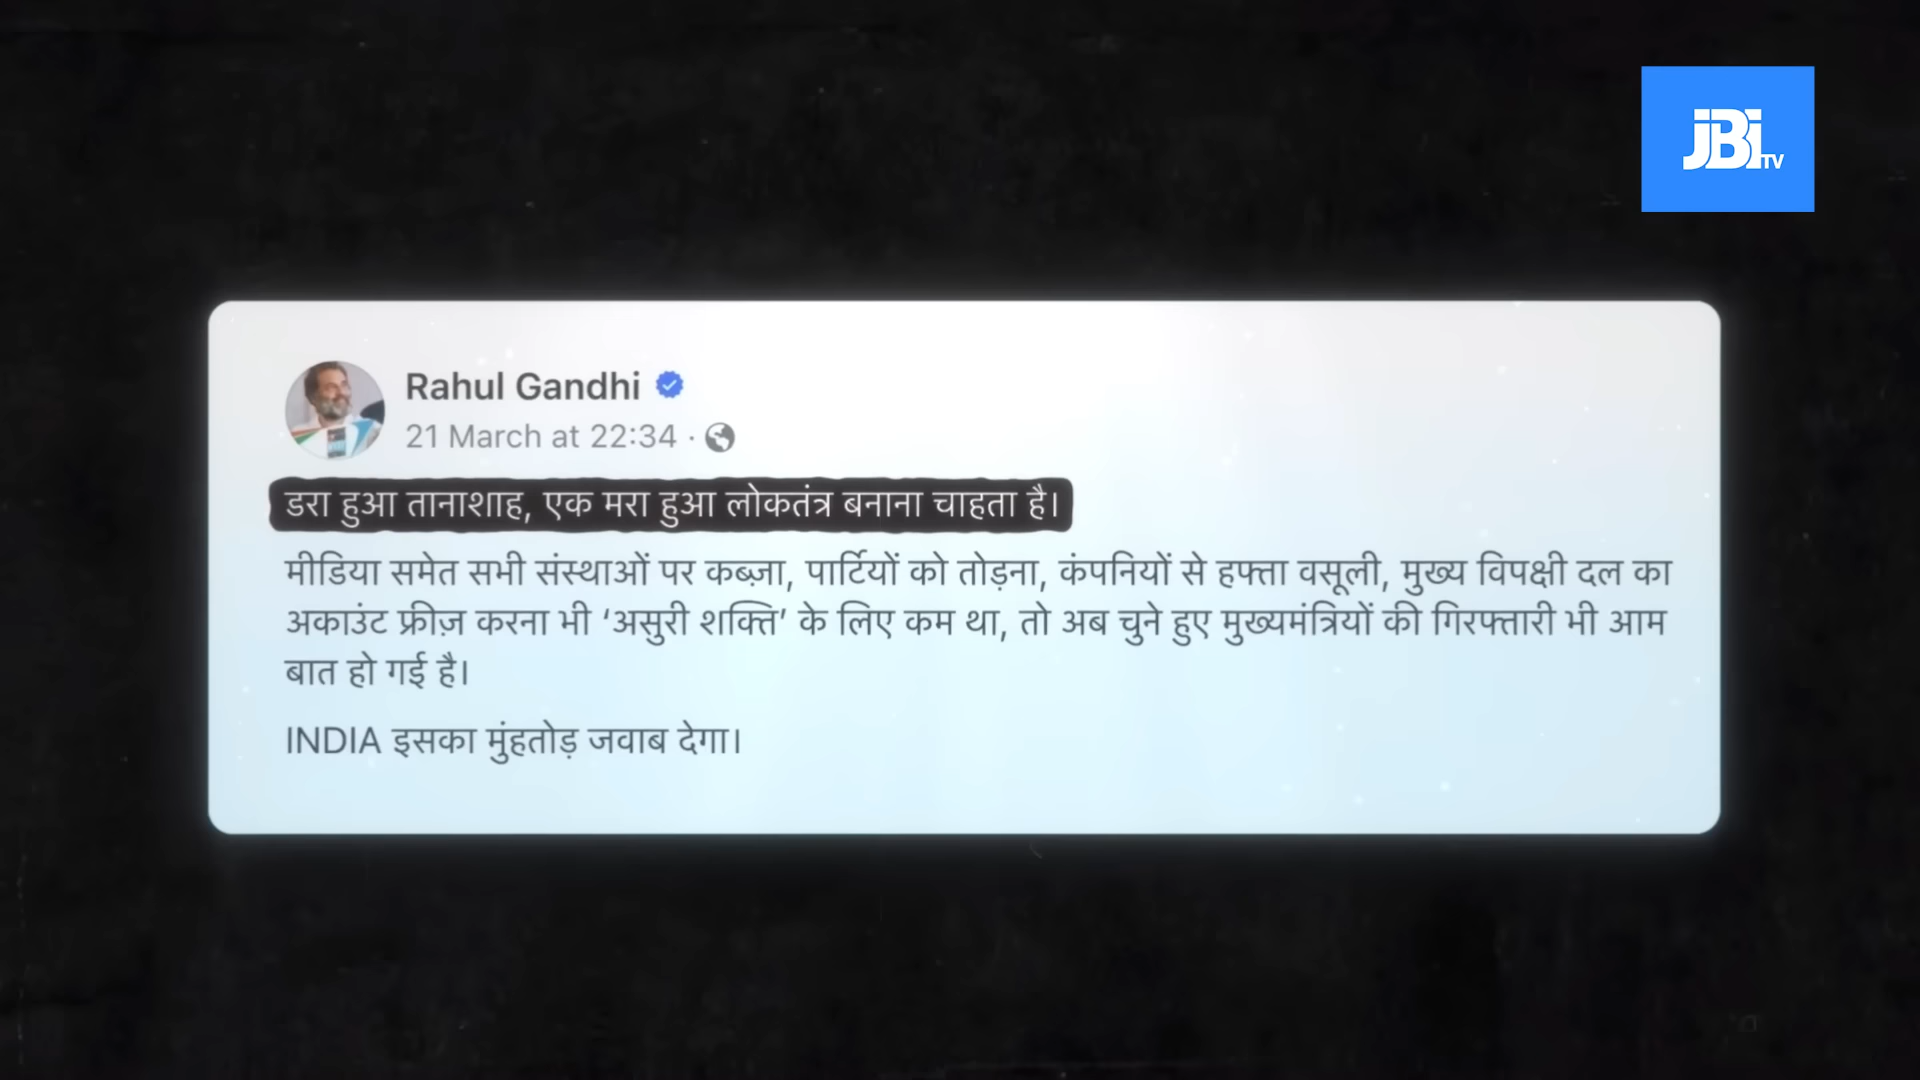 JBI TV
Rahul Gandhi
21 March at 22:34 ·
डरा हुआ तानाशाह, एक मरा हुआ लोकतंत्र बनाना चाहता है।
मीडिया समेत सभी संस्थाओं पर कब्ज़ा, पार्टियों को तोड़ना, कंपनियों से हफ्ता वसूली, मुख्य विपक्षी दल का
अकाउंट फ्रीज़ करना भी ‘असुरी शक्ति’ के लिए कम था, तो अब चुने हुए मुख्यमंत्रियों की गिरफ्तारी भी आम
बात हो गई है।
INDIA इसका मुंहतोड़ जवाब देगा।